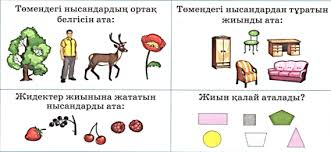 Төмендегі нысандардың ортақ
белгісін ата:
Төмендегі нысандардан тұратын
жиынды ата:
Жидектер жиынына жататын
нысандарды ата:
Жиын қалай аталады?